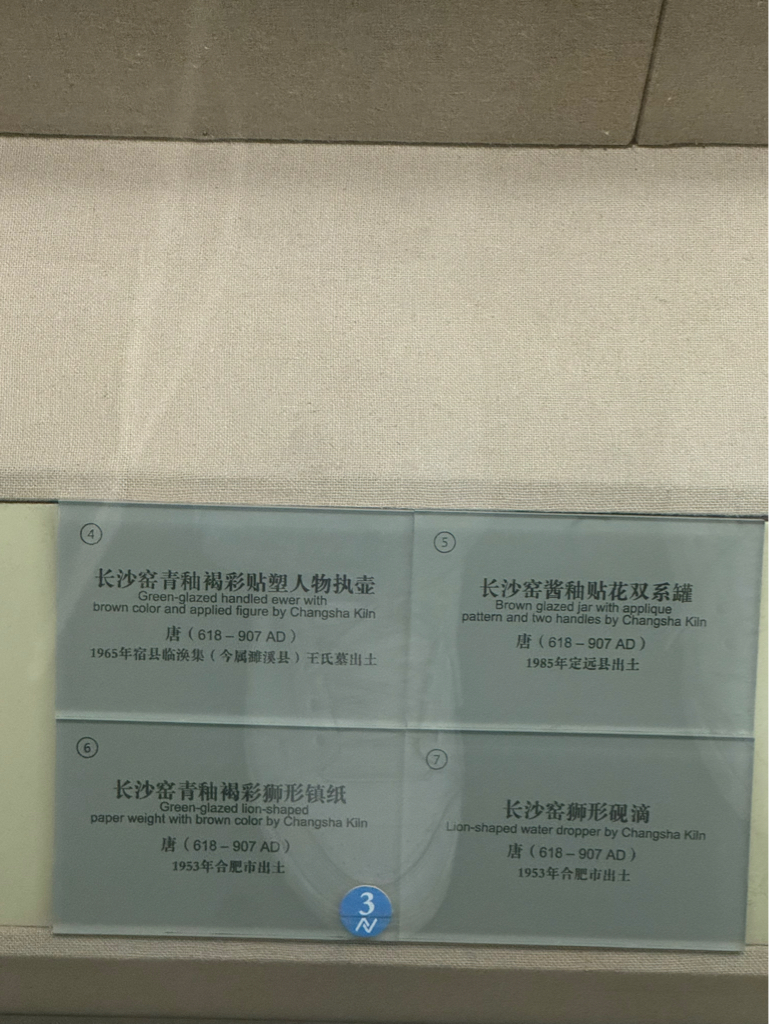 ④
长沙窑青秞褐彩贴塑人物执壶
Green-glazed handled ewer with
brown color and applied figure by Changsha Kiln
唐（618 – 907 AD）
1965年宿县临涣集（今属濉溪县）王氏墓出土
⑤
长沙窑酱秞贴花双系罐
Brown glazed jar with applique
pattern and two handles by Changsha Kiln
唐（618 – 907 AD）
1985年定远县出土
⑥
长沙窑青秞褐彩狮形镇纸
Green-glazed lion-shaped
paper weight with brown color by Changsha Kiln
唐（618 – 907 AD）
1953年合肥市出土
⑦
长沙窑狮形砚滴
Lion-shaped water dropper by Changsha Kiln
唐（618 – 907 AD）
1953年合肥市出土
3